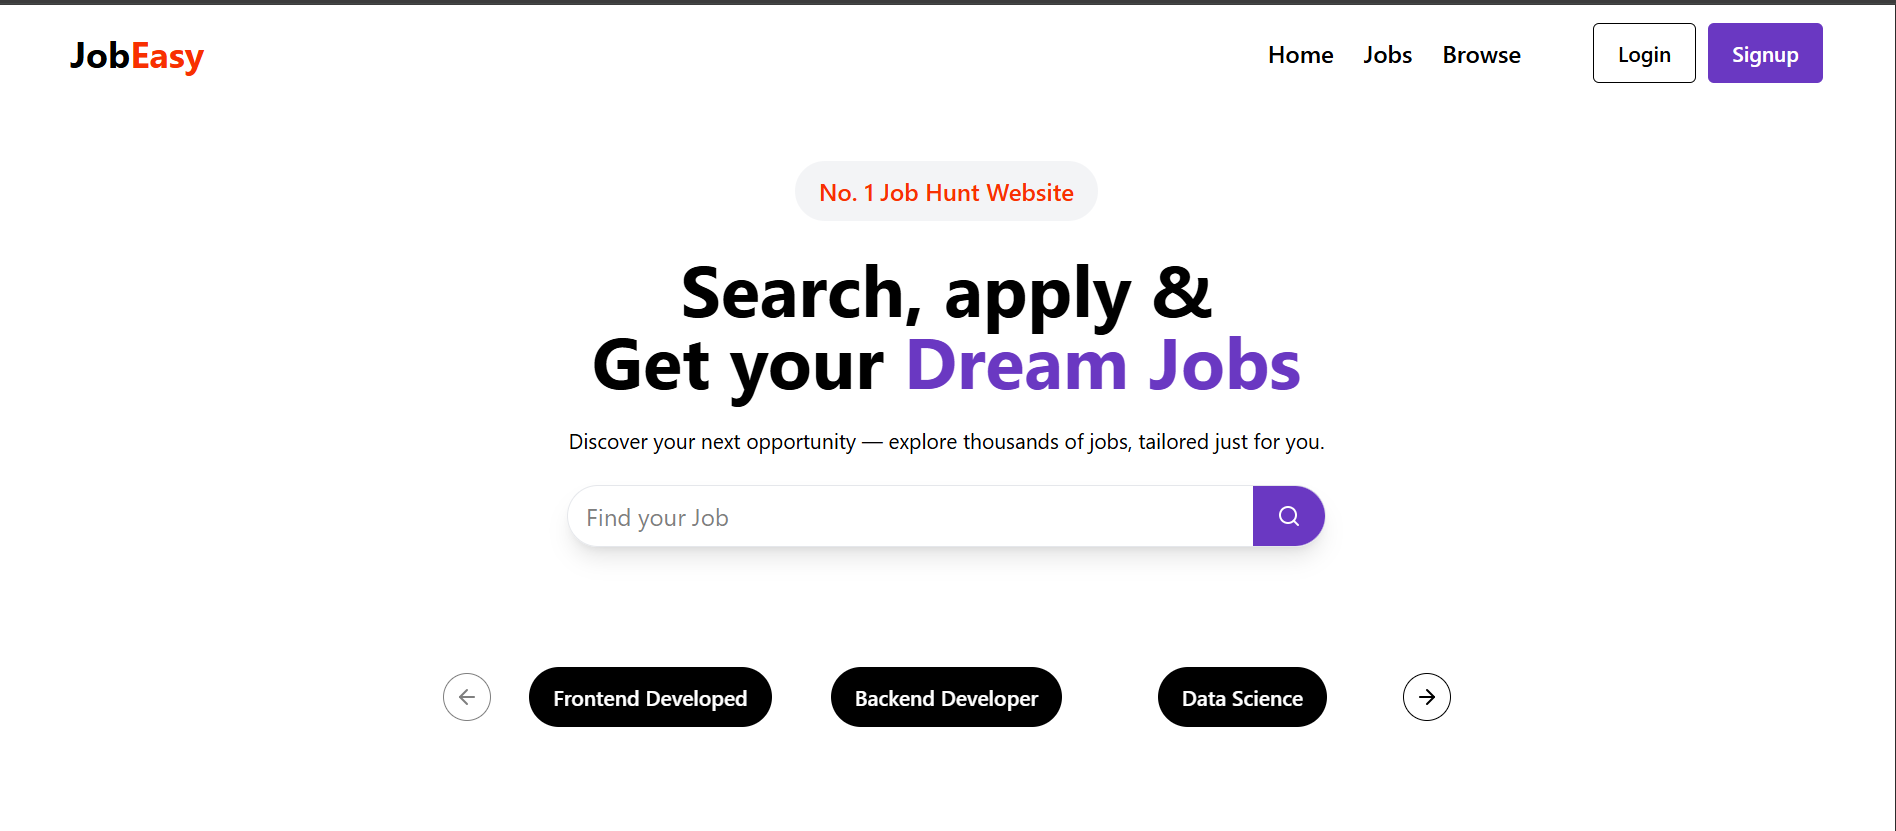 JobEasy
Home Jobs Browse Login Signup
No. 1 Job Hunt Website
Search, apply &
Get your Dream Jobs
Discover your next opportunity — explore thousands of jobs, tailored just for you.
Find your Job
Frontend Developed Backend Developer Data Science